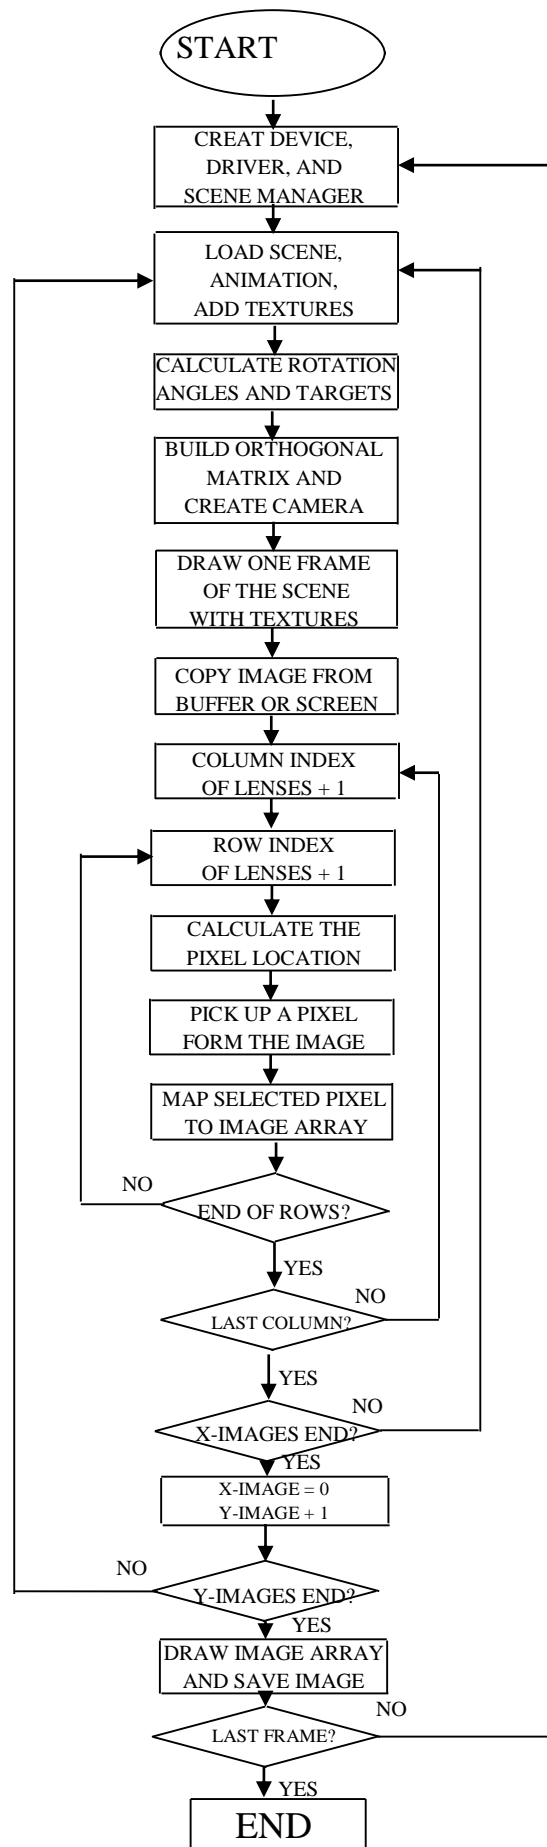 START
CREAT DEVICE,
DRIVER, AND
SCENE MANAGER
LOAD SCENE,
ANIMATION,
ADD TEXTURES
CALCULATE ROTATION
ANGLES AND TARGETS
BUILD ORTHOGONAL
MATRIX AND
CREATE CAMERA
DRAW ONE FRAME
OF THE SCENE
WITH TEXTURES
COPY IMAGE FROM
BUFFER OR SCREEN
COLUMN INDEX
OF LENSES + 1
ROW INDEX
OF LENSES + 1
CALCULATE THE
PIXEL LOCATION
PICK UP A PIXEL
FORM THE IMAGE
MAP SELECTED PIXEL
TO IMAGE ARRAY
NO
END OF ROWS?
YES
NO
LAST COLUMN?
YES
NO
X-IMAGES END?
YES
X-IMAGE = 0
Y-IMAGE + 1
NO
Y-IMAGES END?
YES
DRAW IMAGE ARRAY
AND SAVE IMAGE
NO
LAST FRAME?
YES
END